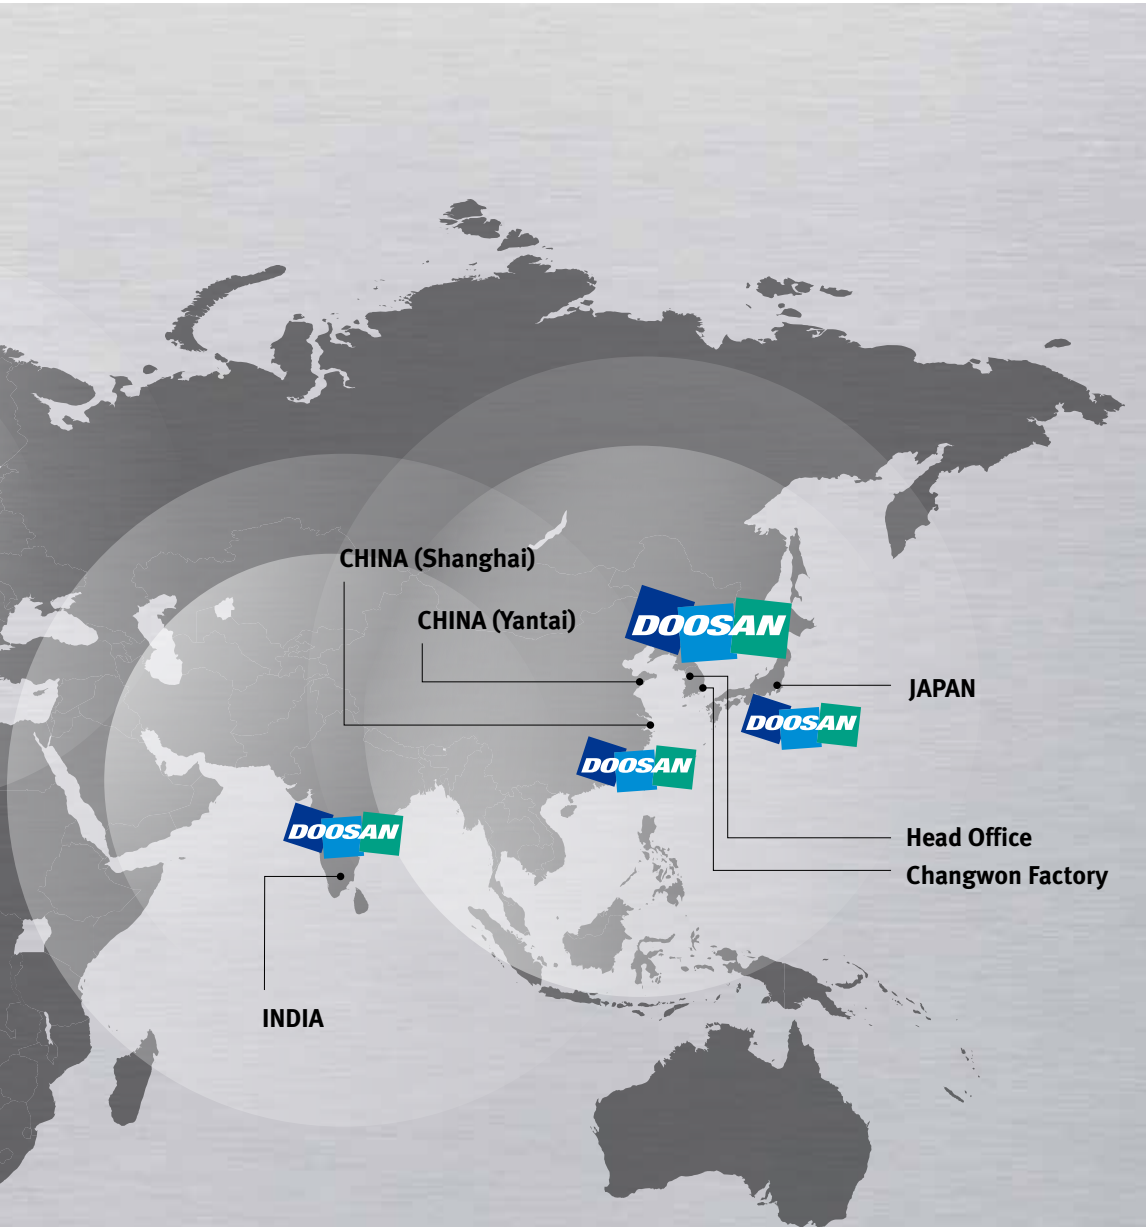 CHINA (Shanghai)
CHINA (Yantai)
DOOSAN
JAPAN
DOOSAN
DOOSAN
DOOSAN
Head Office
Changwon Factory
INDIA